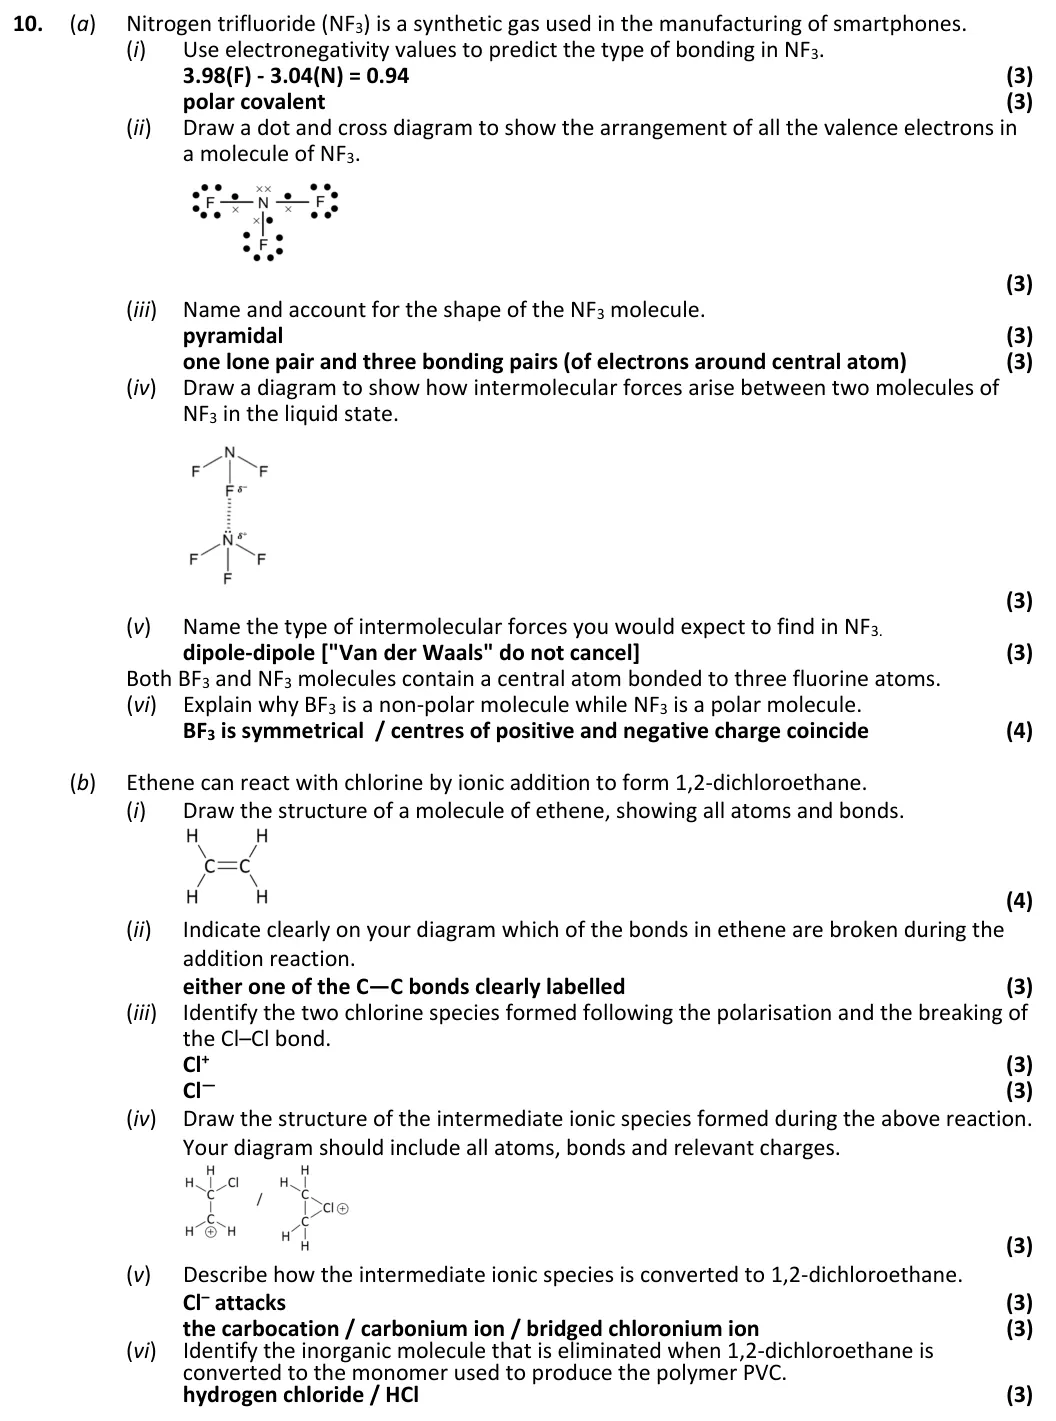 10. (a) Nitrogen trifluoride (NF₃) is a synthetic gas used in the manufacturing of smartphones.
(i) Use electronegativity values to predict the type of bonding in NF₃.
3.98(F) - 3.04(N) = 0.94 (3)
polar covalent (3)
(ii) Draw a dot and cross diagram to show the arrangement of all the valence electrons in
a molecule of NF₃.
××
F N F
× ×
×
F
(3)
(iii) Name and account for the shape of the NF₃ molecule.
pyramidal (3)
one lone pair and three bonding pairs (of electrons around central atom) (3)
(iv) Draw a diagram to show how intermolecular forces arise between two molecules of
NF₃ in the liquid state.
N
F F
F δ⁻
N δ⁺
F F
F
(3)
(v) Name the type of intermolecular forces you would expect to find in NF₃.
dipole-dipole ["Van der Waals" do not cancel] (3)
Both BF₃ and NF₃ molecules contain a central atom bonded to three fluorine atoms.
(vi) Explain why BF₃ is a non-polar molecule while NF₃ is a polar molecule.
BF₃ is symmetrical / centres of positive and negative charge coincide (4)
(b) Ethene can react with chlorine by ionic addition to form 1,2-dichloroethane.
(i) Draw the structure of a molecule of ethene, showing all atoms and bonds.
H H
C=C
H H
(4)
(ii) Indicate clearly on your diagram which of the bonds in ethene are broken during the
addition reaction.
either one of the C—C bonds clearly labelled (3)
(iii) Identify the two chlorine species formed following the polarisation and the breaking of
the Cl–Cl bond.
Cl⁺ (3)
Cl⁻ (3)
(iv) Draw the structure of the intermediate ionic species formed during the above reaction.
Your diagram should include all atoms, bonds and relevant charges.
H H
H Cl H
C / C
Cl⊕
C C
H ⊕ H H
H
(3)
(v) Describe how the intermediate ionic species is converted to 1,2-dichloroethane.
Cl⁻ attacks (3)
the carbocation / carbonium ion / bridged chloronium ion (3)
(vi) Identify the inorganic molecule that is eliminated when 1,2-dichloroethane is
converted to the monomer used to produce the polymer PVC.
hydrogen chloride / HCl (3)